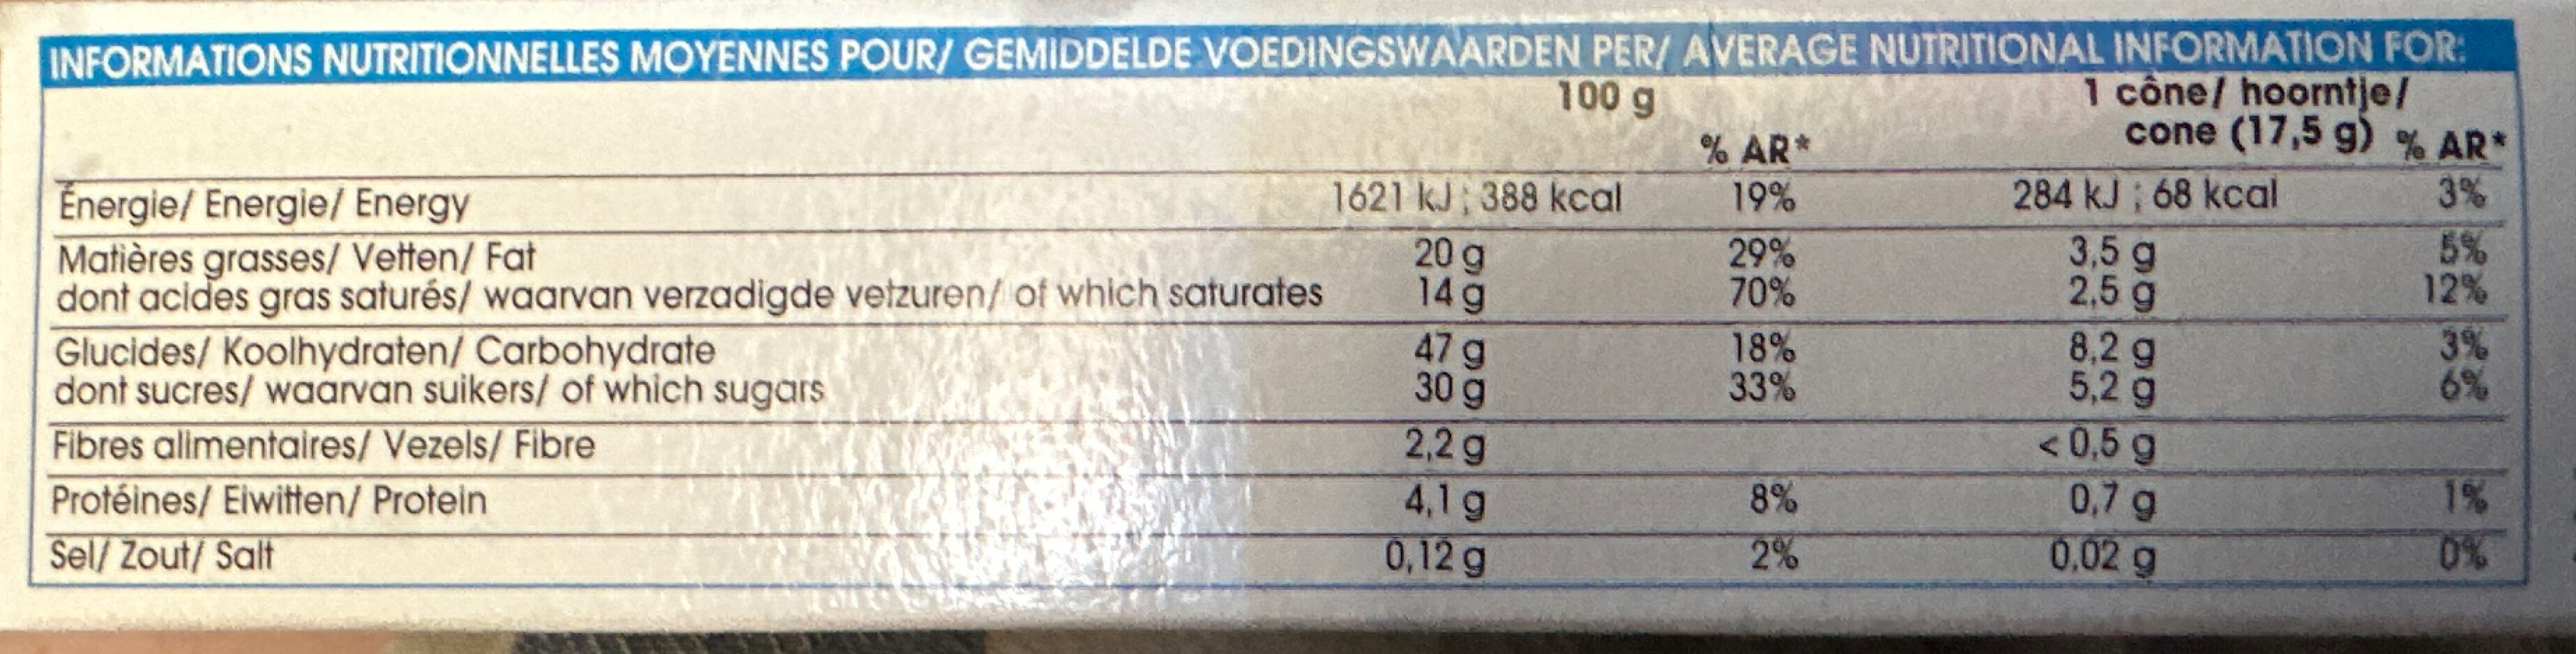 INFORMATIONS NUTRITIONNELLES MOYENNES POUR/ GEMIDDELDE VOEDINGSWAARDEN PER/ AVERAGE NUTRITIONAL INFORMATION FOR:
100 g 1 cône/ hoorntje/
% AR* cone (17,5 g) % AR*
Énergie/ Energie/ Energy 1621 kJ ; 388 kcal 19% 284 kJ ; 68 kcal 3%
Matières grasses/ Vetten/ Fat 20 g 29% 3,5 g 5%
dont acides gras saturés/ waarvan verzadigde vetzuren/ of which saturates 14 g 70% 2,5 g 12%
Glucides/ Koolhydraten/ Carbohydrate 47 g 18% 8,2 g 3%
dont sucres/ waarvan suikers/ of which sugars 30 g 33% 5,2 g 6%
Fibres alimentaires/ Vezels/ Fibre 2,2 g < 0,5 g
Protéines/ Eiwitten/ Protein 4,1 g 8% 0,7 g 1%
Sel/ Zout/ Salt 0,12 g 2% 0,02 g 0%